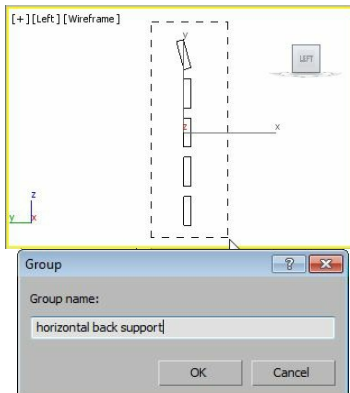 [+][Left][Wireframe]
y
LEFT
z
x
z
y
x
Group
?
Group name:
horizontal back support
OK
Cancel